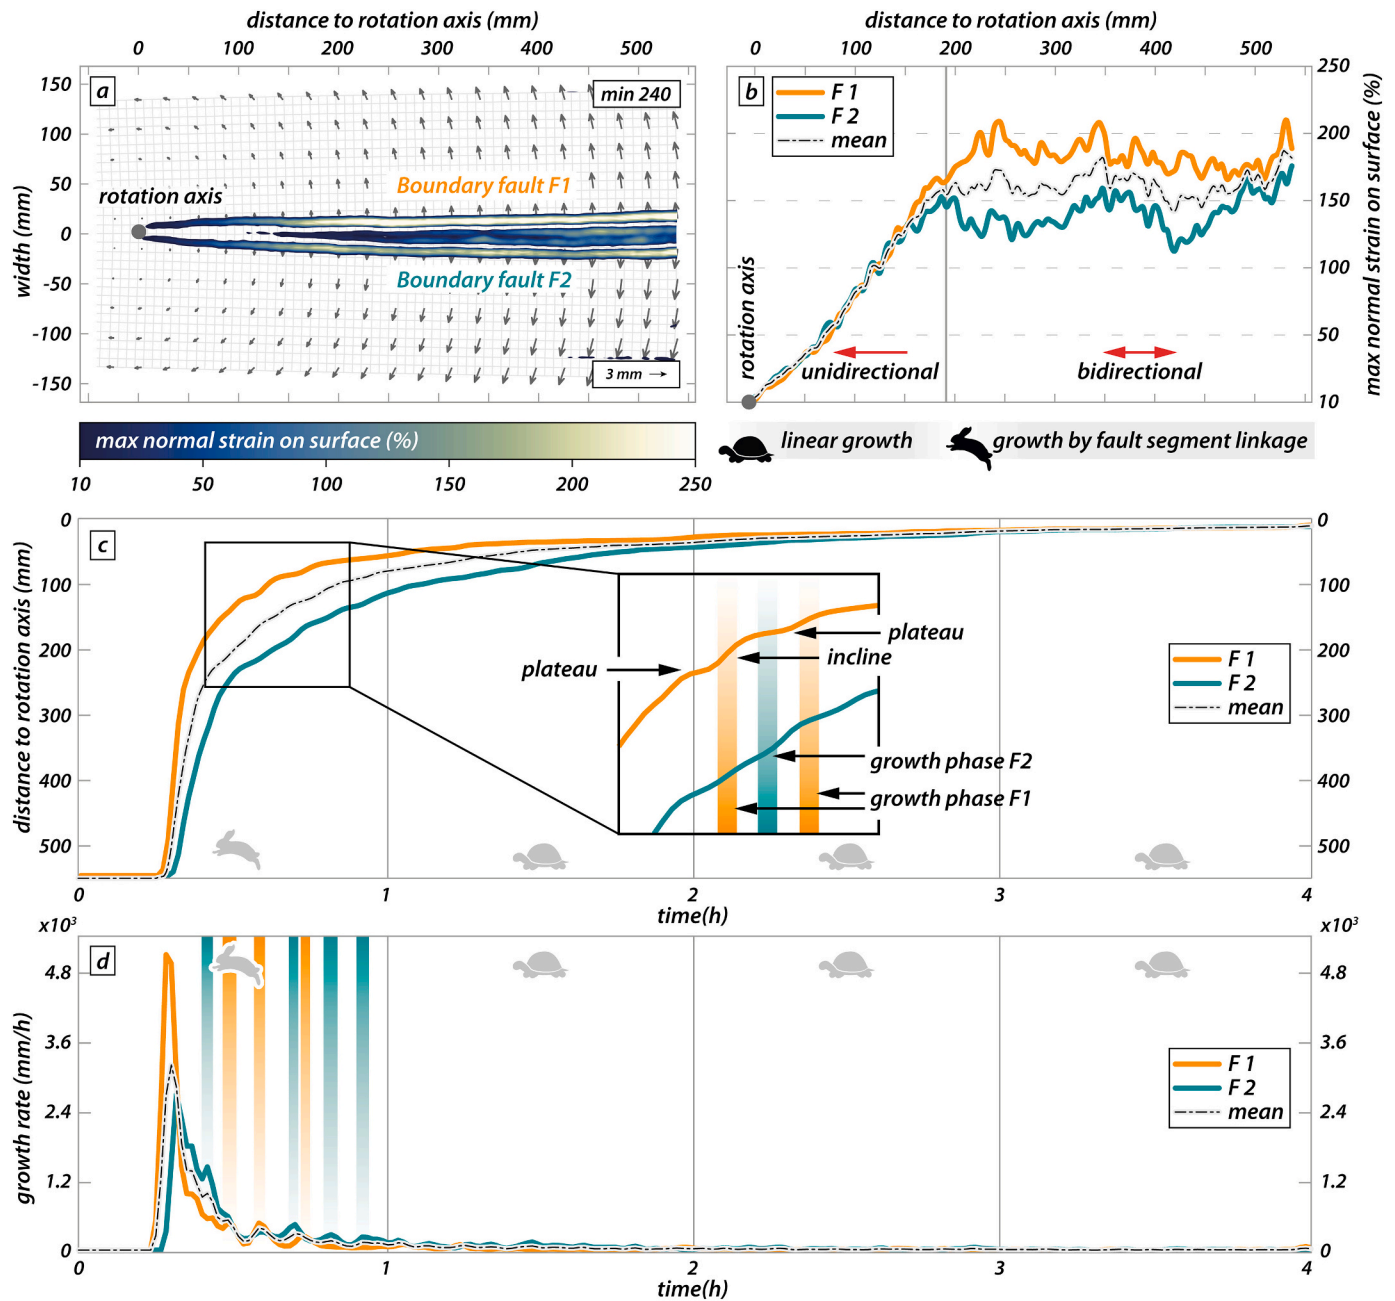 distance to rotation axis (mm)
0 100 200 300 400 500
a
min 240
150
100
50
0
-50
-100
-150
width (mm)
rotation axis
Boundary fault F1
Boundary fault F2
3 mm
max normal strain on surface (%)
10 50 100 150 200 250
distance to rotation axis (mm)
0 100 200 300 400 500
b
F 1
F 2
mean
250
200
150
100
50
10
max normal strain on surface (%)
rotation axis
unidirectional
bidirectional
linear growth
growth by fault segment linkage
c
0
100
200
300
400
500
distance to rotation axis (mm)
plateau
plateau
incline
growth phase F2
growth phase F1
F 1
F 2
mean
0
100
200
300
400
500
0 1 2 3 4
time(h)
x10³
x10³
d
4.8
3.6
2.4
1.2
0
growth rate (mm/h)
F 1
F 2
mean
4.8
3.6
2.4
1.2
0
0 1 2 3 4
time(h)